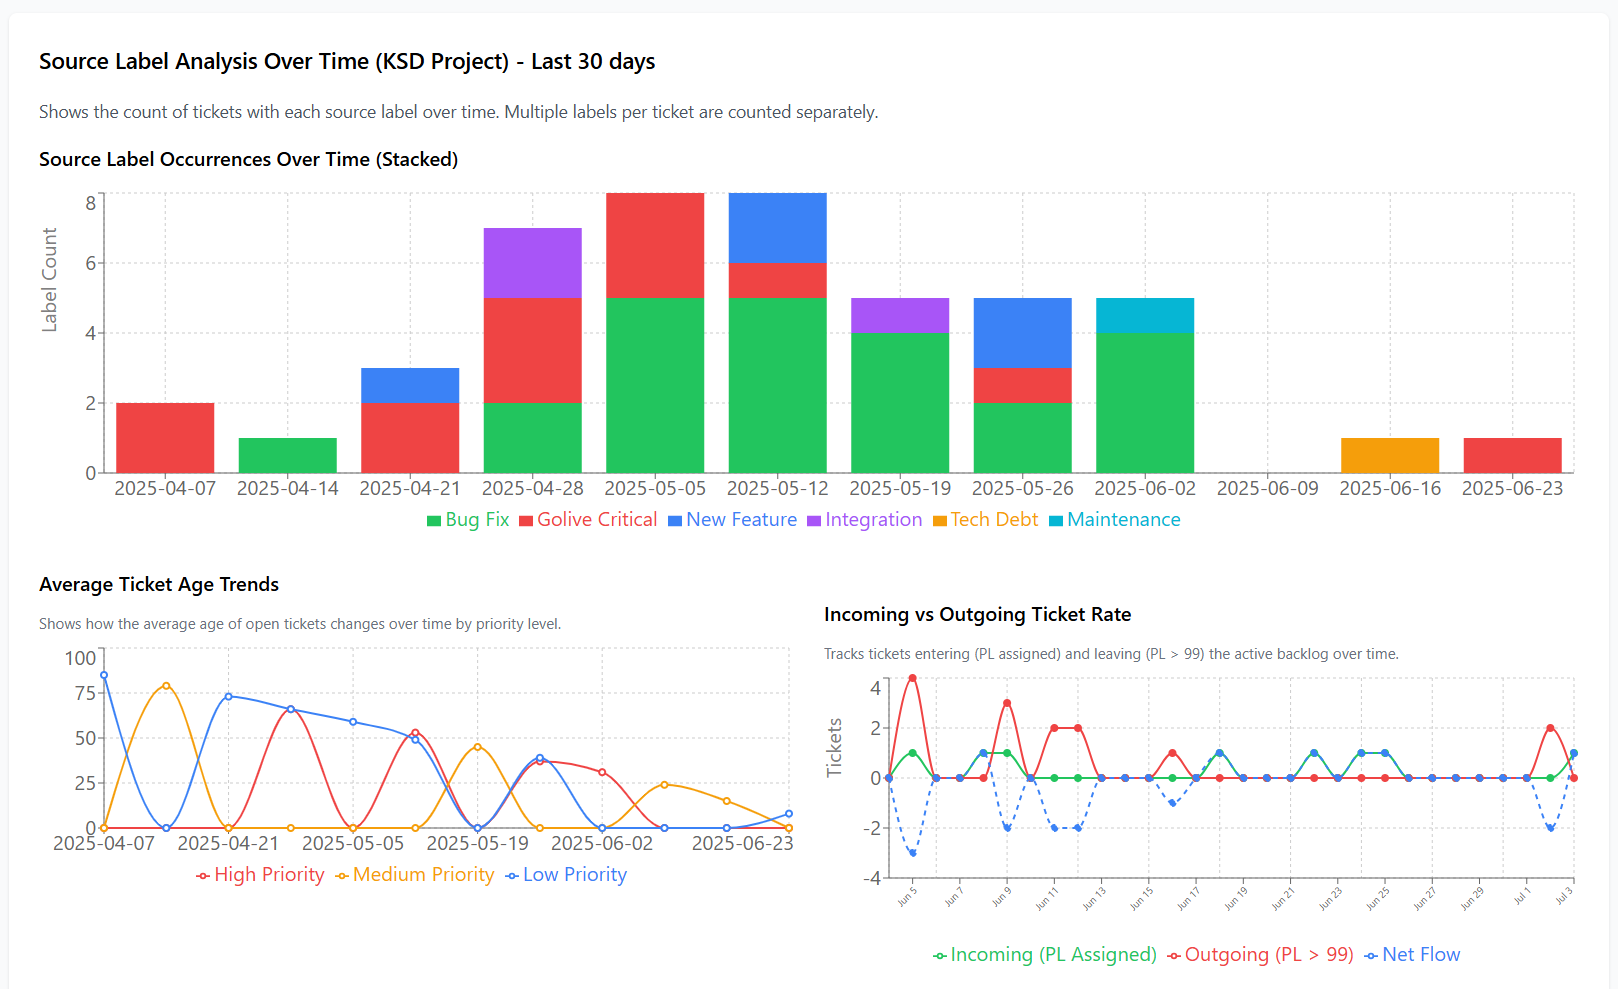 Source Label Analysis Over Time (KSD Project) - Last 30 days
Shows the count of tickets with each source label over time. Multiple labels per ticket are counted separately.
Source Label Occurrences Over Time (Stacked)
Label Count
8
6
4
2
0
2025-04-07 2025-04-14 2025-04-21 2025-04-28 2025-05-05 2025-05-12 2025-05-19 2025-05-26 2025-06-02 2025-06-09 2025-06-16 2025-06-23
Bug Fix Golive Critical New Feature Integration Tech Debt Maintenance
Average Ticket Age Trends
Shows how the average age of open tickets changes over time by priority level.
100
75
50
25
0
2025-04-07 2025-04-21 2025-05-05 2025-05-19 2025-06-02 2025-06-23
High Priority Medium Priority Low Priority
Incoming vs Outgoing Ticket Rate
Tracks tickets entering (PL assigned) and leaving (PL > 99) the active backlog over time.
Tickets
4
2
0
-2
-4
Jun 5 Jun 7 Jun 9 Jun 11 Jun 13 Jun 15 Jun 17 Jun 19 Jun 21 Jun 23 Jun 25 Jun 27 Jun 29 Jul 1 Jul 3
Incoming (PL Assigned) Outgoing (PL > 99) Net Flow